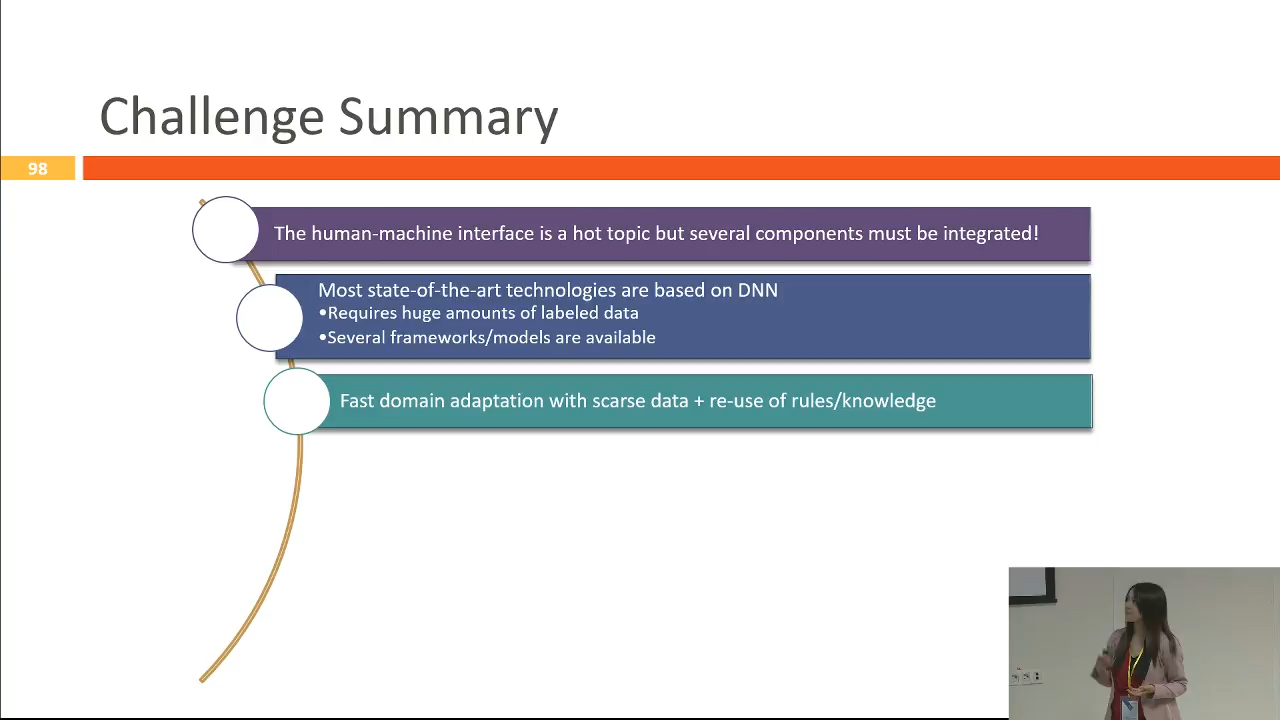 Challenge Summary
98
The human-machine interface is a hot topic but several components must be integrated!
Most state-of-the-art technologies are based on DNN
•Requires huge amounts of labeled data
•Several frameworks/models are available
Fast domain adaptation with scarse data + re-use of rules/knowledge